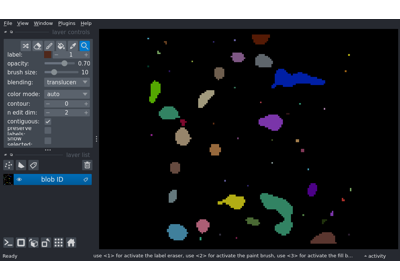 File View Window Plugins Help
layer controls
label: 1
opacity: 0.70
brush size: 10
blending: translucen
color mode: auto
contour: 0
n edit dim: 2
contiguous:
preserve labels:
show selected:
layer list
blob ID
Ready
use <1> for activate the label eraser, use <2> for activate the paint brush, use <3> for activate the fill b...
activity